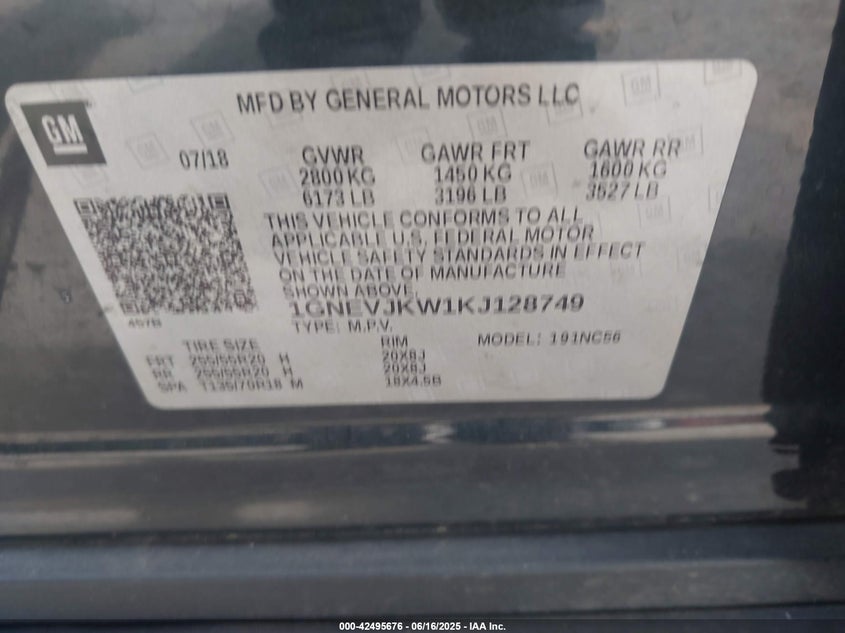 MFD BY GENERAL MOTORS LLC
GM
07/18 GVWR GAWR FRT GAWR RR
2800 KG 1450 KG 1600 KG
6173 LB 3196 LB 3527 LB
THIS VEHICLE CONFORMS TO ALL
APPLICABLE U.S. FEDERAL MOTOR
VEHICLE SAFETY STANDARDS IN EFFECT
ON THE DATE OF MANUFACTURE
SHOWN ABOVE.
1GNEVJKW1KJ128749
TYPE: M.P.V. MODEL: 191NC56
TIRE SIZE RIM
FRT 255/55R20 H 20X8J
RR 255/55R20 H 20X8J
SPA T135/70R18 M 18X4.5B
000-42495676 - 06/16/2025 - IAA Inc.